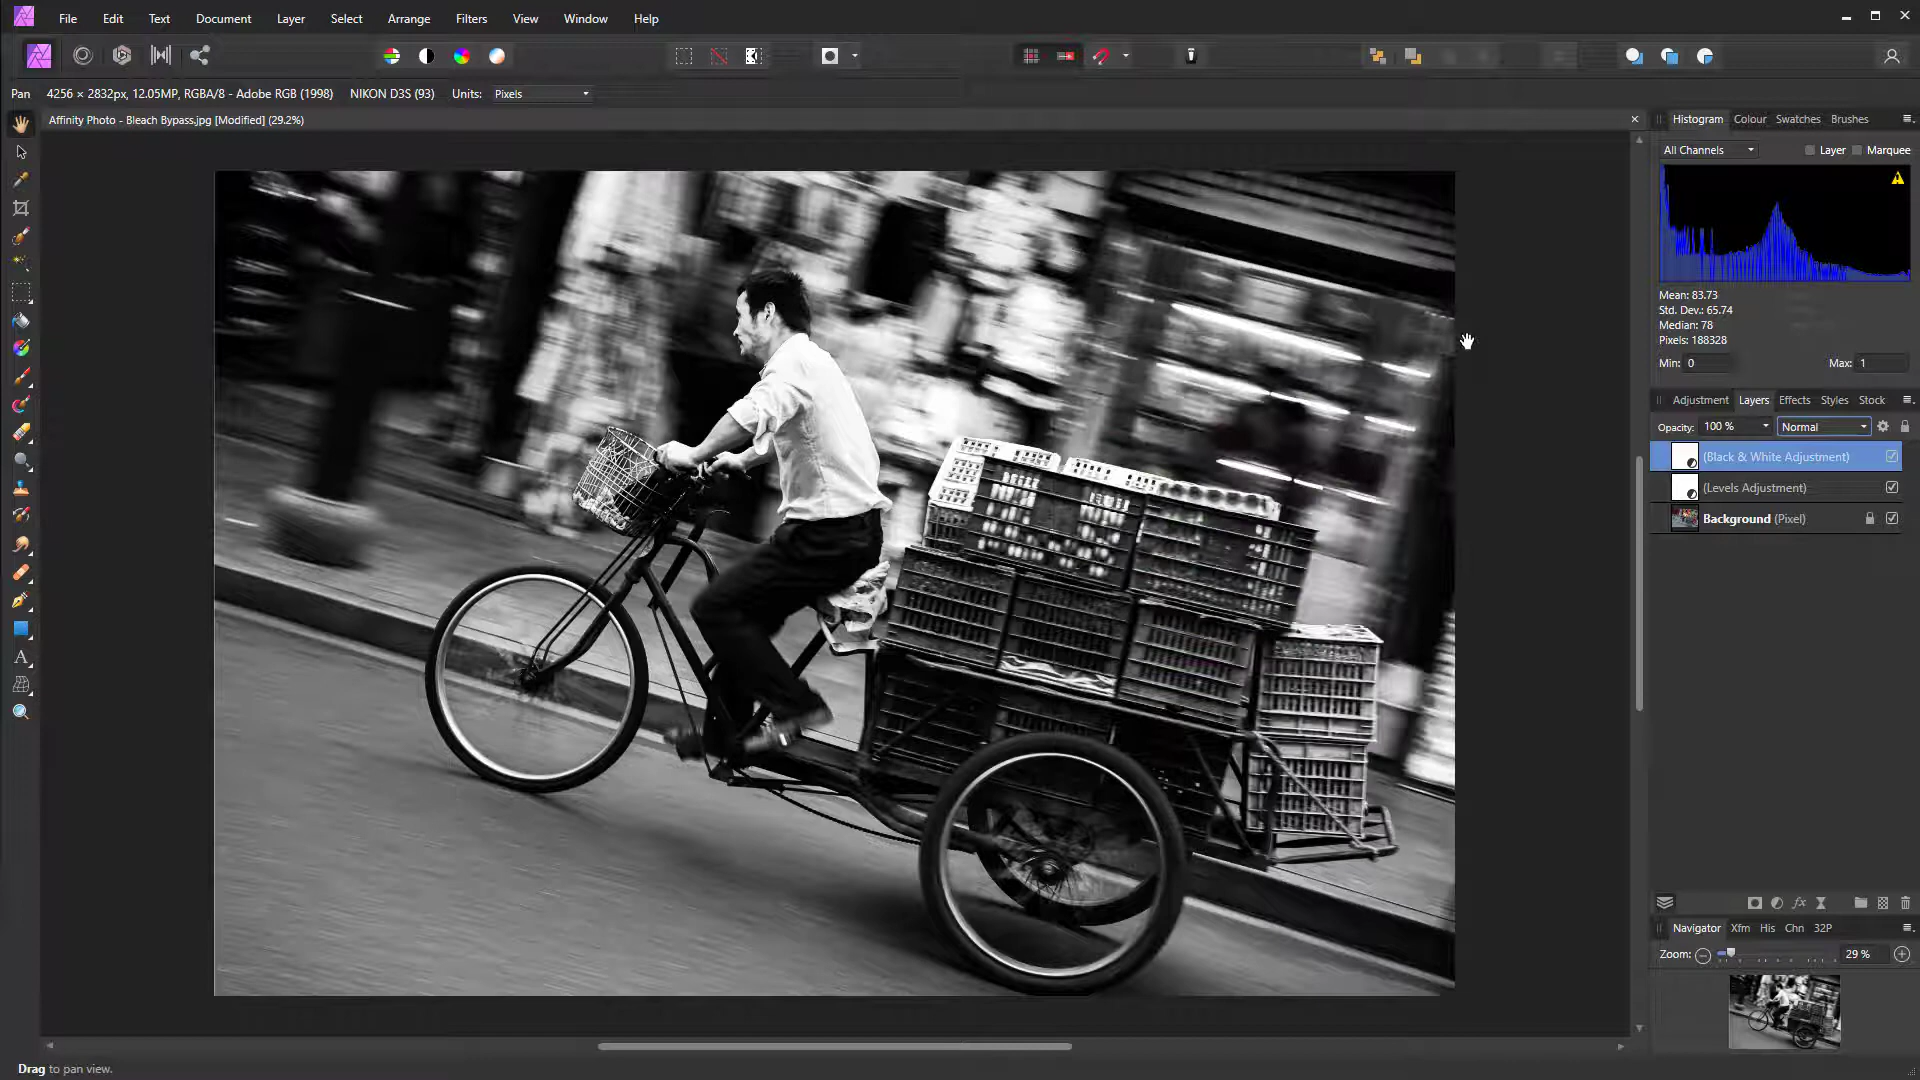 File Edit Text Document Layer Select Arrange Filters View Window Help
Pan 4256 × 2832px, 12.05MP, RGBA/8 - Adobe RGB (1998) NIKON D3S (93) Units: Pixels
Affinity Photo - Bleach Bypass.jpg [Modified] (29.2%)
Histogram Colour Swatches Brushes
All Channels Layer Marquee
Mean: 83.73
Std. Dev.: 65.74
Median: 78
Pixels: 188328
Min: 0 Max: 1
Adjustment Layers Effects Styles Stock
Opacity: 100 % Normal
(Black & White Adjustment)
(Levels Adjustment)
Background (Pixel)
fx
Navigator Xfm His Chn 32P
Zoom: 29 %
A
Drag to pan view.